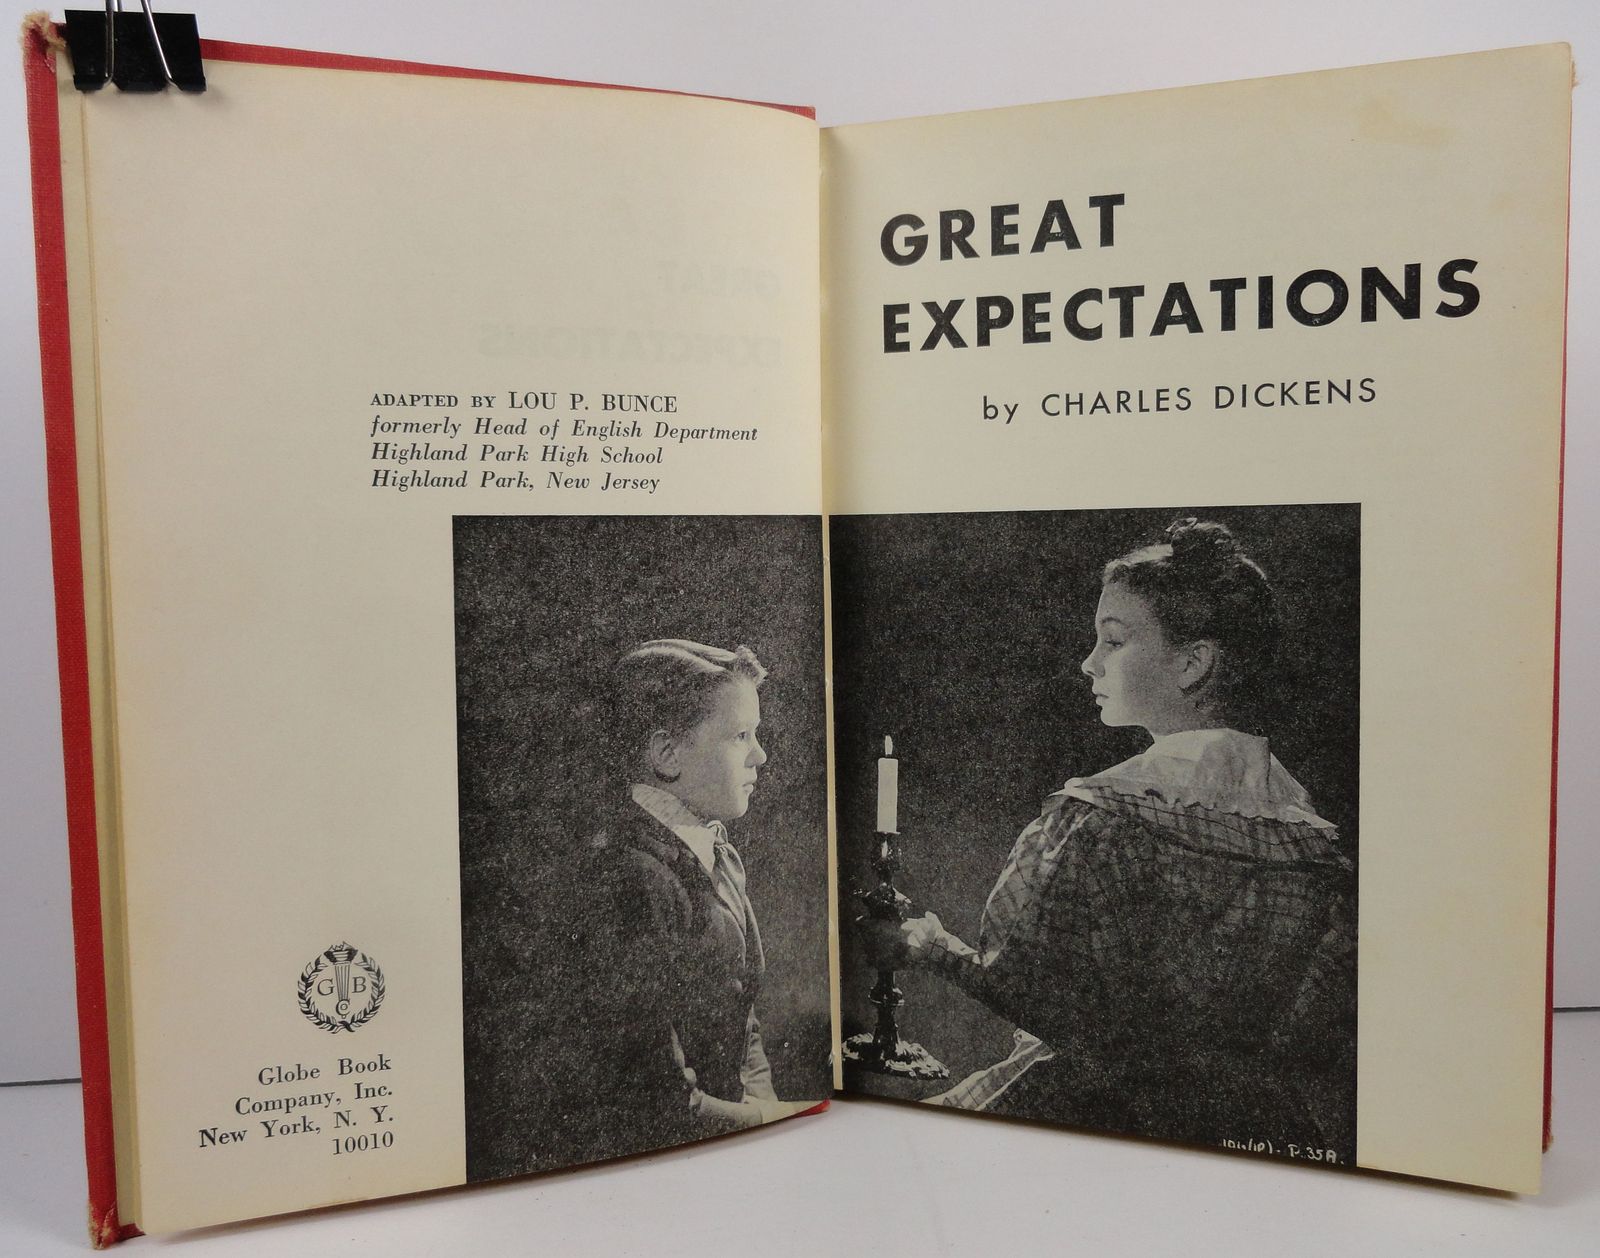 ADAPTED BY LOU P. BUNCE
formerly Head of English Department
Highland Park High School
Highland Park, New Jersey
G B
C
Globe Book
Company, Inc.
New York, N. Y.
10010
GREAT
EXPECTATIONS
by CHARLES DICKENS
P. 35A.